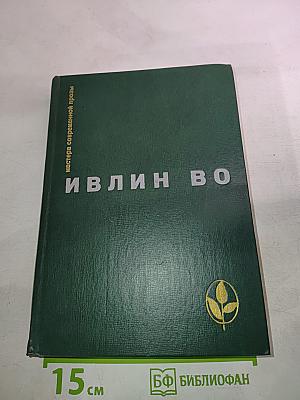 мастера современной прозы
ИВЛИН ВО
15 см
БФ БИБЛИОФАН